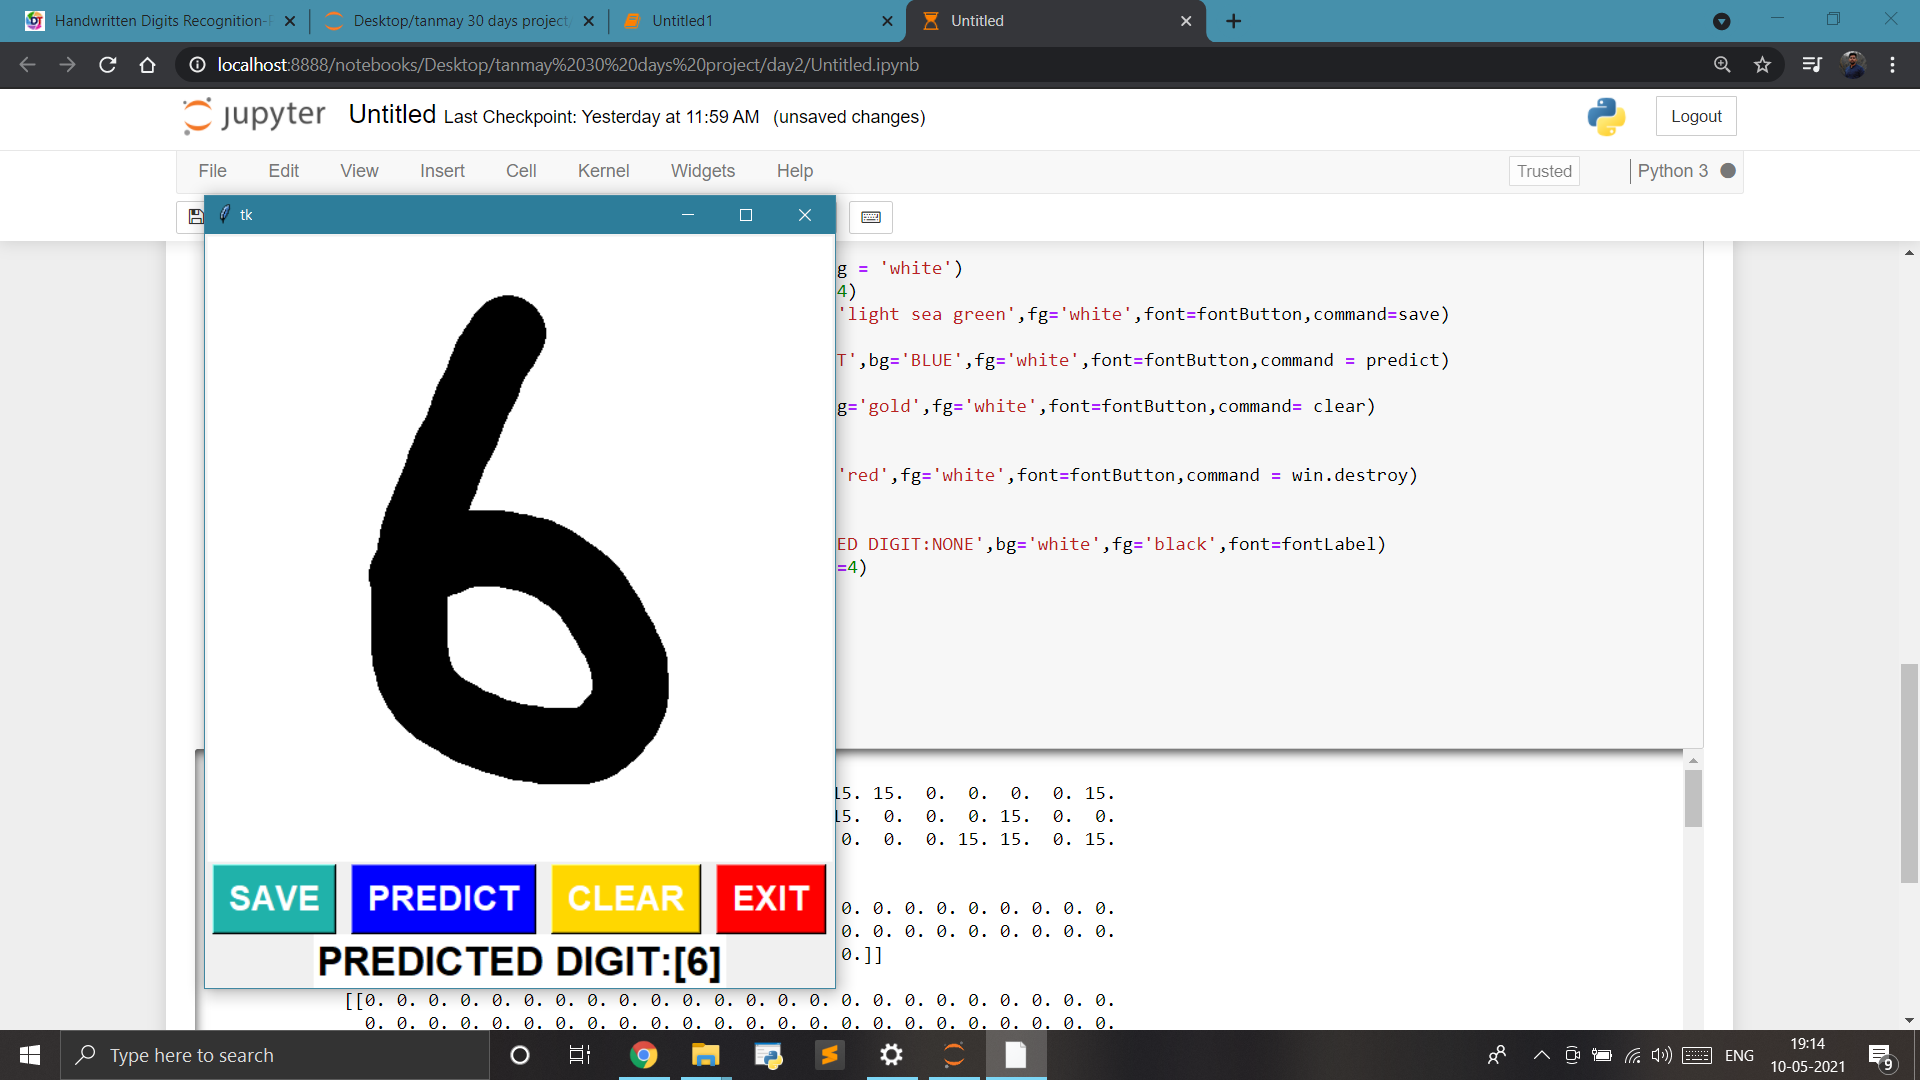 Handwritten Digits Recognition-
Desktop/tanmay 30 days project
Untitled1
Untitled
localhost:8888/notebooks/Desktop/tanmay%2030%20days%20project/day2/Untitled.ipynb
jupyter Untitled Last Checkpoint: Yesterday at 11:59 AM (unsaved changes)
Logout
File Edit View Insert Cell Kernel Widgets Help
Trusted Python 3
tk
g = 'white')
4)
'light sea green',fg='white',font=fontButton,command=save)
T',bg='BLUE',fg='white',font=fontButton,command = predict)
g='gold',fg='white',font=fontButton,command= clear)
'red',fg='white',font=fontButton,command = win.destroy)
ED DIGIT:NONE',bg='white',fg='black',font=fontLabel)
=4)
6
15. 15. 0. 0. 0. 0. 15.
15. 0. 0. 0. 15. 0. 0.
0. 0. 0. 15. 15. 0. 15.
SAVE PREDICT CLEAR EXIT
0. 0. 0. 0. 0. 0. 0. 0. 0.
0. 0. 0. 0. 0. 0. 0. 0. 0.
0.]]
PREDICTED DIGIT:[6]
[[0. 0. 0. 0. 0. 0. 0. 0. 0. 0. 0. 0. 0. 0. 0. 0. 0. 0. 0. 0. 0. 0. 0. 0.
0. 0. 0. 0. 0. 0. 0. 0. 0. 0. 0. 0. 0. 0. 0. 0. 0. 0. 0. 0. 0. 0. 0. 0.
Type here to search
ENG
19:14
10-05-2021
9